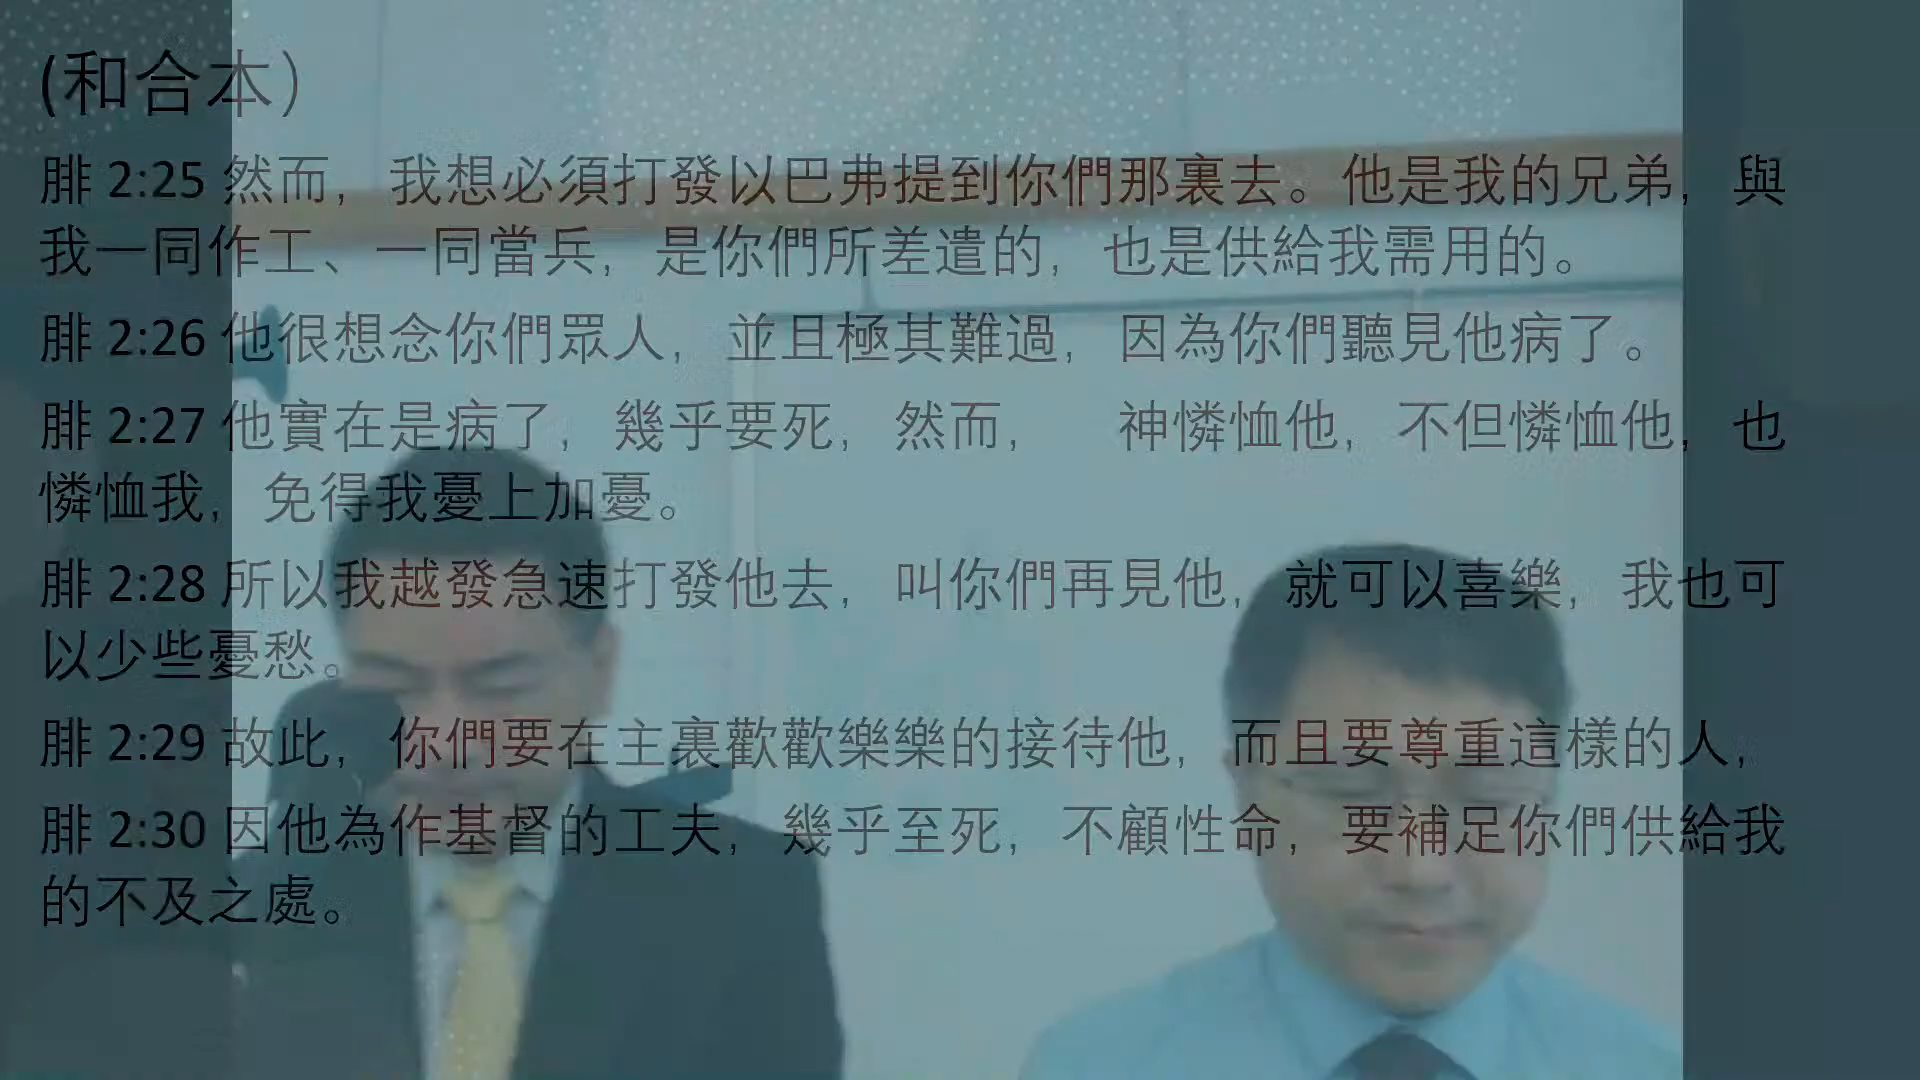 (和合本）
腓 2:25 然而，我想必須打發以巴弗提到你們那裏去。他是我的兄弟，與
我一同作工、一同當兵，是你們所差遣的，也是供給我需用的。
腓 2:26 他很想念你們眾人，並且極其難過，因為你們聽見他病了。
腓 2:27 他實在是病了，幾乎要死，然而，　神憐恤他，不但憐恤他，也
憐恤我，免得我憂上加憂。
腓 2:28 所以我越發急速打發他去，叫你們再見他，就可以喜樂，我也可
以少些憂愁。
腓 2:29 故此，你們要在主裏歡歡樂樂的接待他，而且要尊重這樣的人，
腓 2:30 因他為作基督的工夫，幾乎至死，不顧性命，要補足你們供給我
的不及之處。